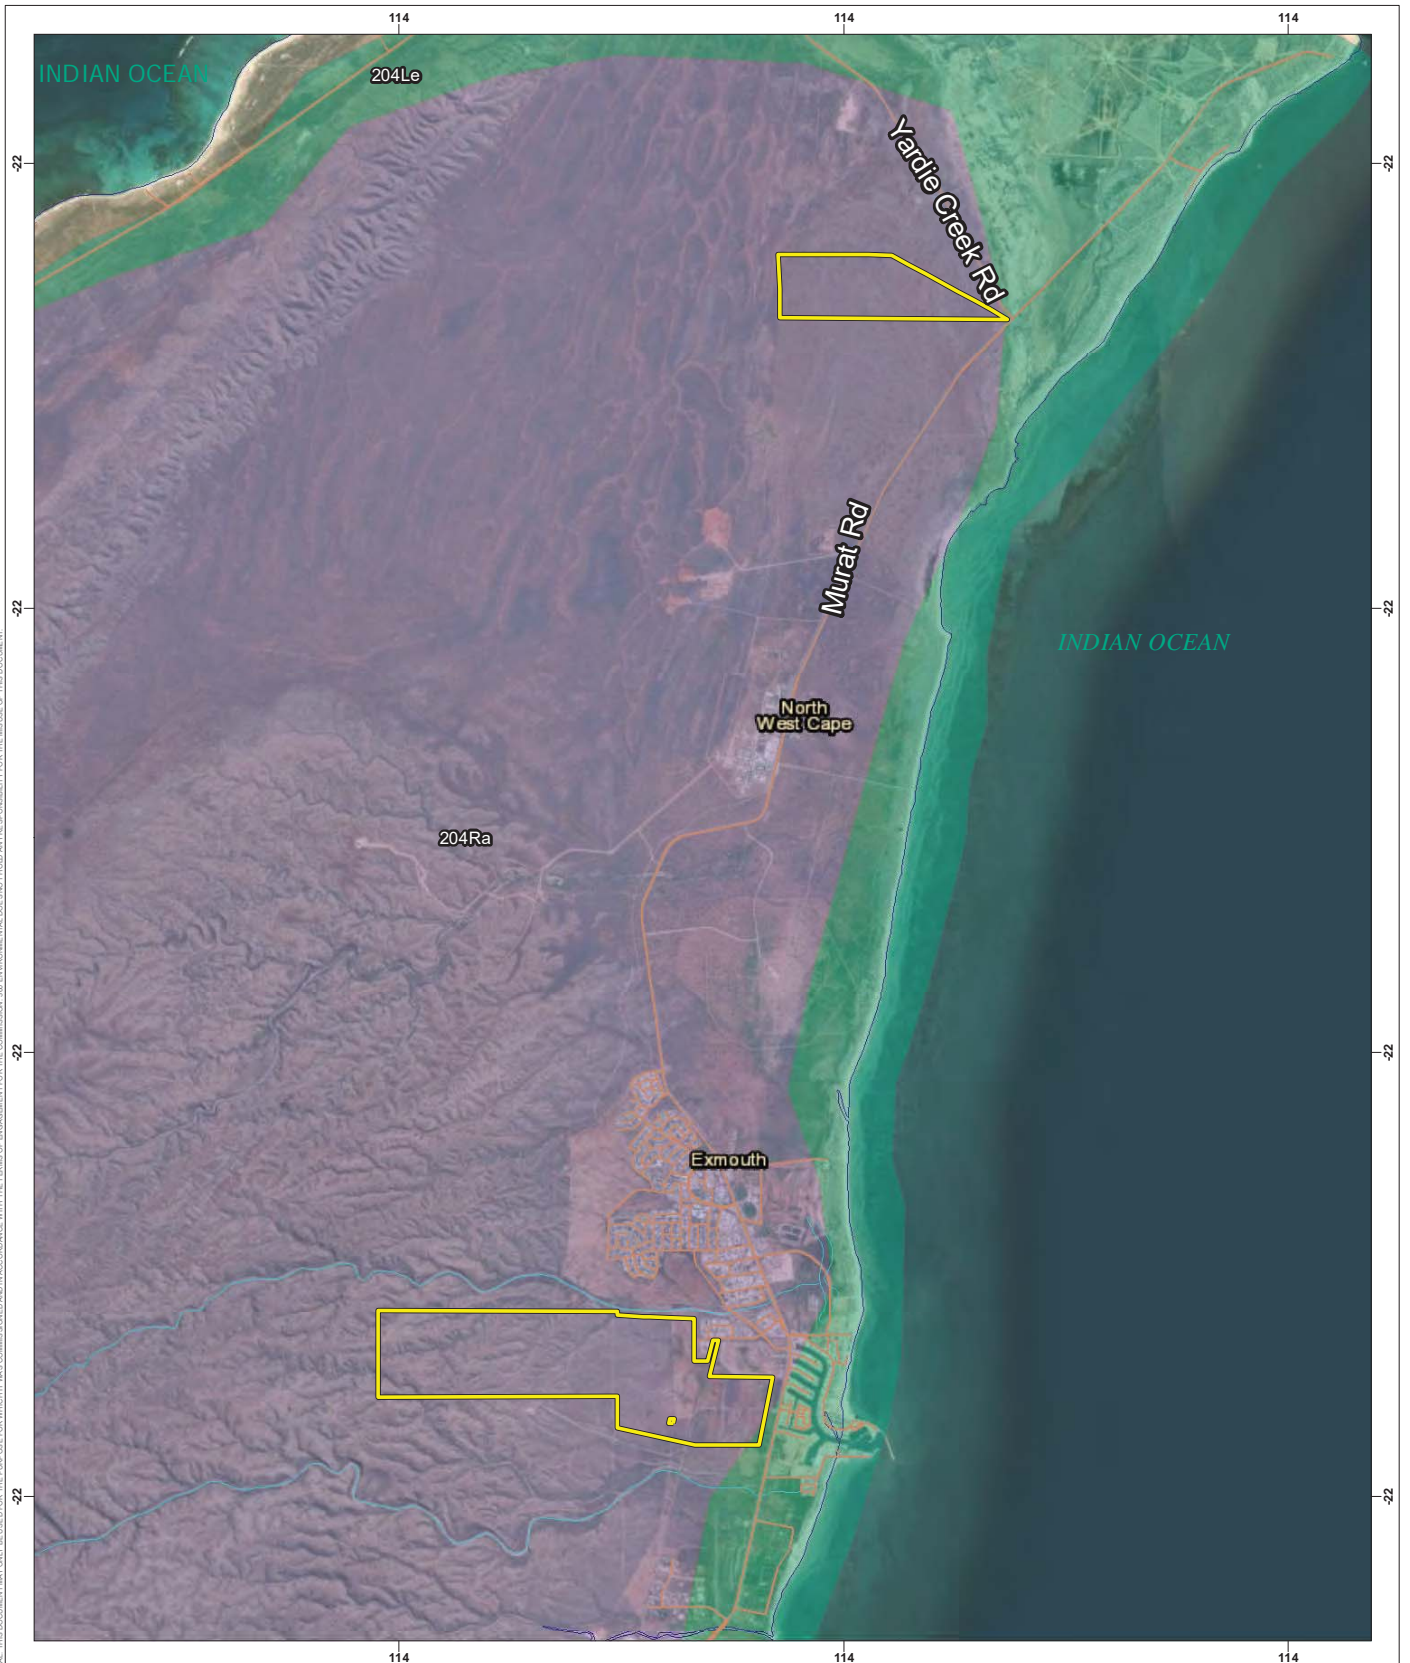 114 114 114
INDIAN OCEAN
204Le
Yardie Creek Rd
-22 -22
Murat Rd
-22 -22
INDIAN OCEAN
North
West Cape
204Ra
-22 -22
Exmouth
-22 -22
114 114 114